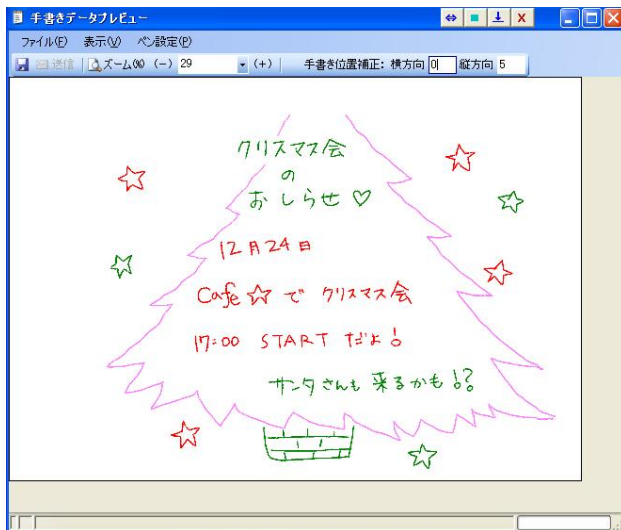 手書きデータプレビュー
ファイル(F) 表示(V) ペン設定(P)
送信 ズーム(%) (-) 29 (+) 手書き位置補正: 横方向 0 縦方向 5
クリスマス会
の
おしらせ♡
12月24日
Cafe☆で クリスマス会
17:00 START だよ!
サンタさんも 来るかも!?